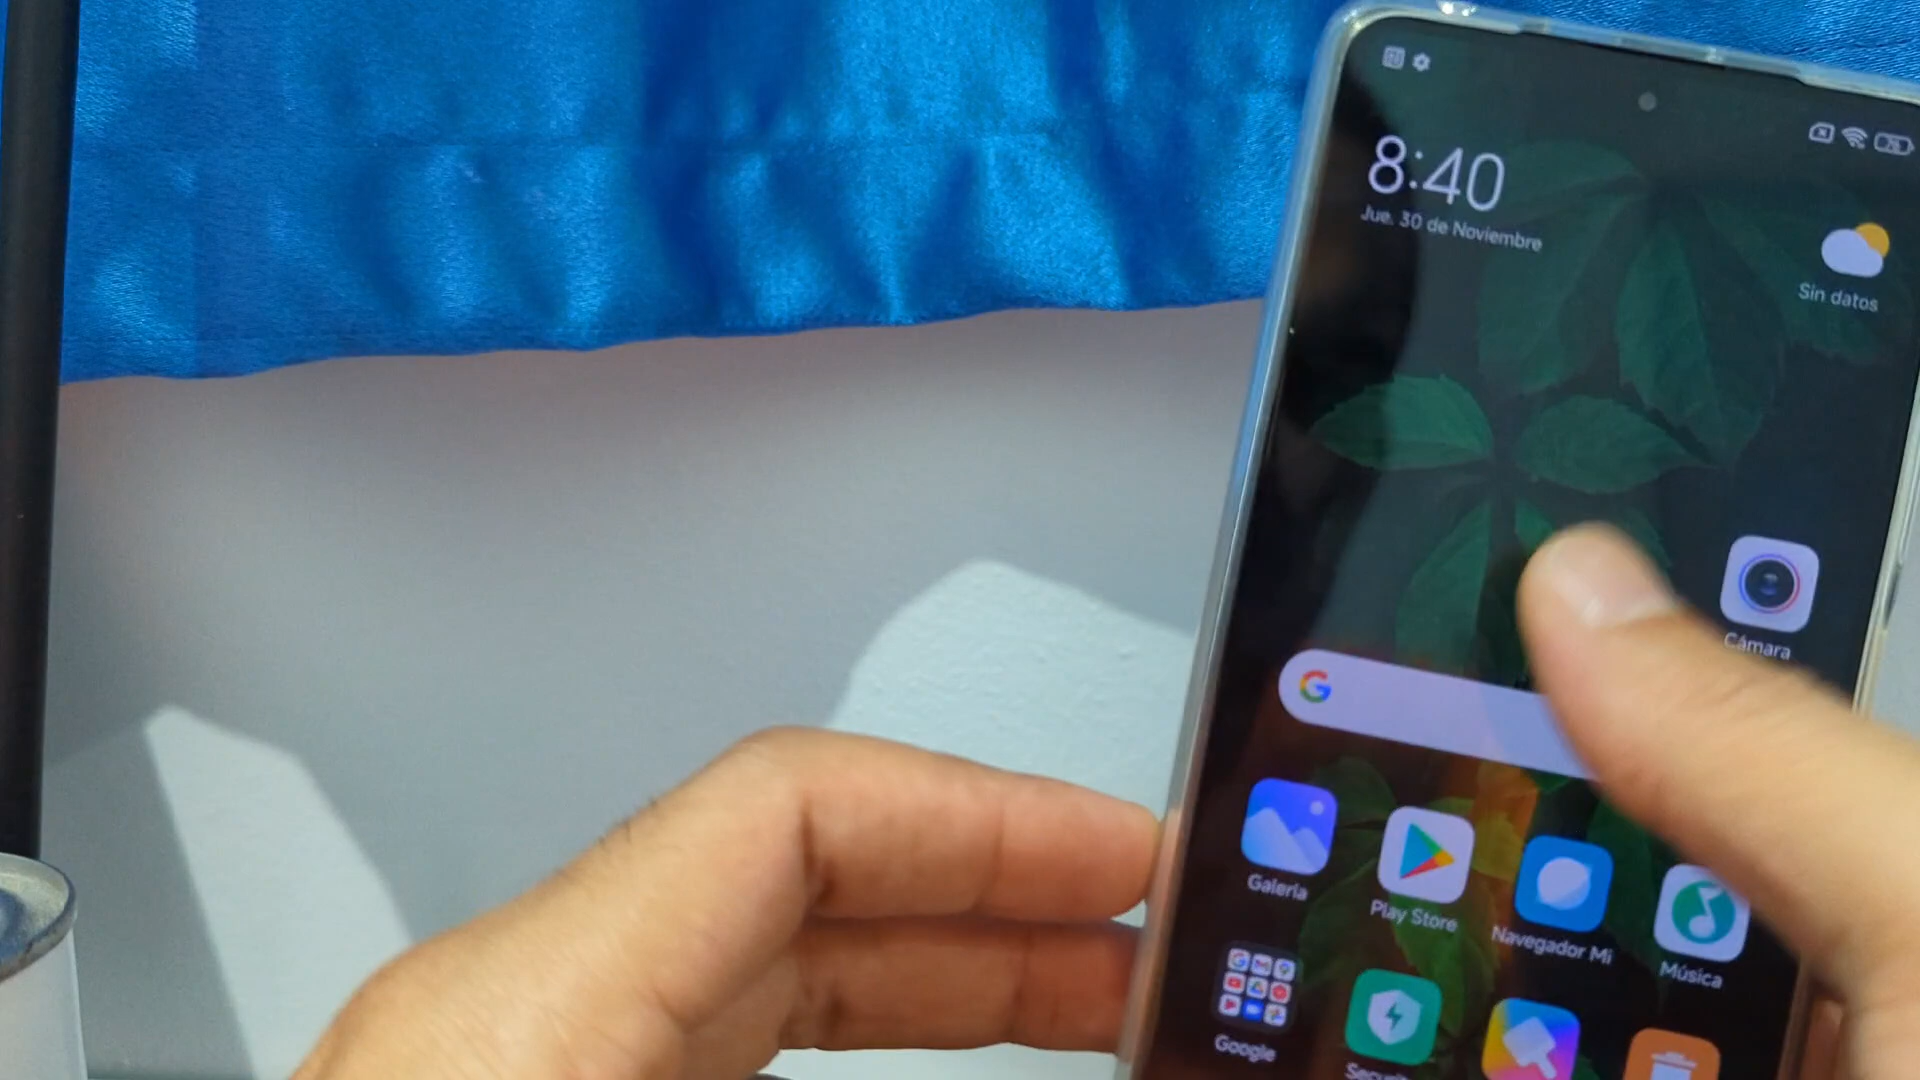 8:40
Jue. 30 de Noviembre
Sin datos
Cámara
Galería
Play Store
Navegador Mi
Música
Google